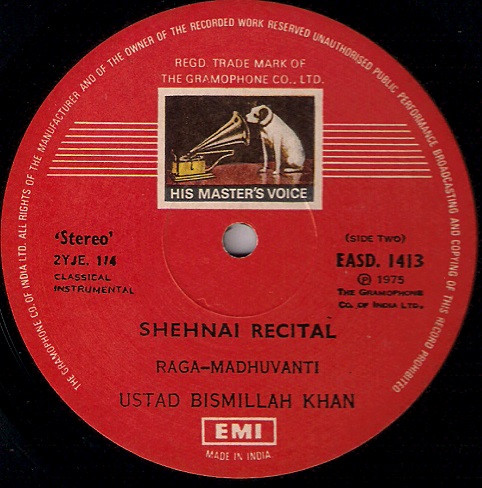 THE GRAMOPHONE CO. OF INDIA LTD. ALL RIGHTS OF THE MANUFACTURER AND OF THE OWNER OF THE RECORDED WORK RESERVED UNAUTHORISED PUBLIC PERFORMANCE BROADCASTING AND COPYING OF THIS RECORD PROHIBITED
REGD. TRADE MARK OF
THE GRAMOPHONE CO., LTD.
HIS MASTER'S VOICE
'Stereo'
2YJE. 114
CLASSICAL
INSTRUMENTAL
(SIDE TWO)
EASD. 1413
Ⓟ 1975
THE GRAMOPHONE
CO. OF INDIA LTD.
SHEHNAI RECITAL
RAGA–MADHUVANTI
USTAD BISMILLAH KHAN
EMI
MADE IN INDIA